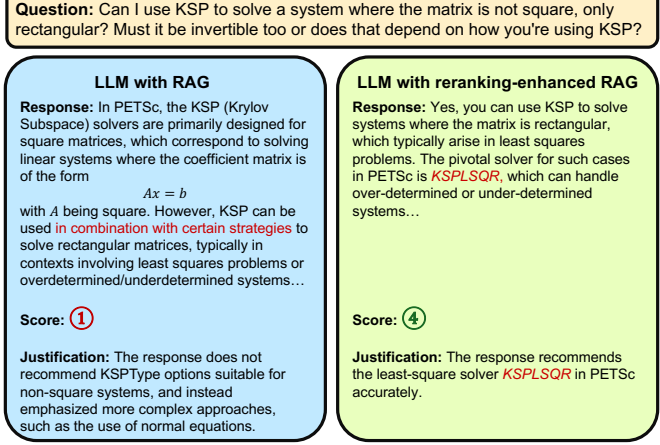 Question: Can I use KSP to solve a system where the matrix is not square, only
rectangular? Must it be invertible too or does that depend on how you're using KSP?
LLM with RAG
Response: In PETSc, the KSP (Krylov
Subspace) solvers are primarily designed for
square matrices, which correspond to solving
linear systems where the coefficient matrix is
of the form
Ax = b
with A being square. However, KSP can be
used in combination with certain strategies to
solve rectangular matrices, typically in
contexts involving least squares problems or
overdetermined/underdetermined systems…
Score: ①
Justification: The response does not
recommend KSPType options suitable for
non-square systems, and instead
emphasized more complex approaches,
such as the use of normal equations.
LLM with reranking-enhanced RAG
Response: Yes, you can use KSP to solve
systems where the matrix is rectangular,
which typically arise in least squares
problems. The pivotal solver for such cases
in PETSc is KSPLSQR, which can handle
over-determined or under-determined
systems…
Score: ④
Justification: The response recommends
the least-square solver KSPLSQR in PETSc
accurately.